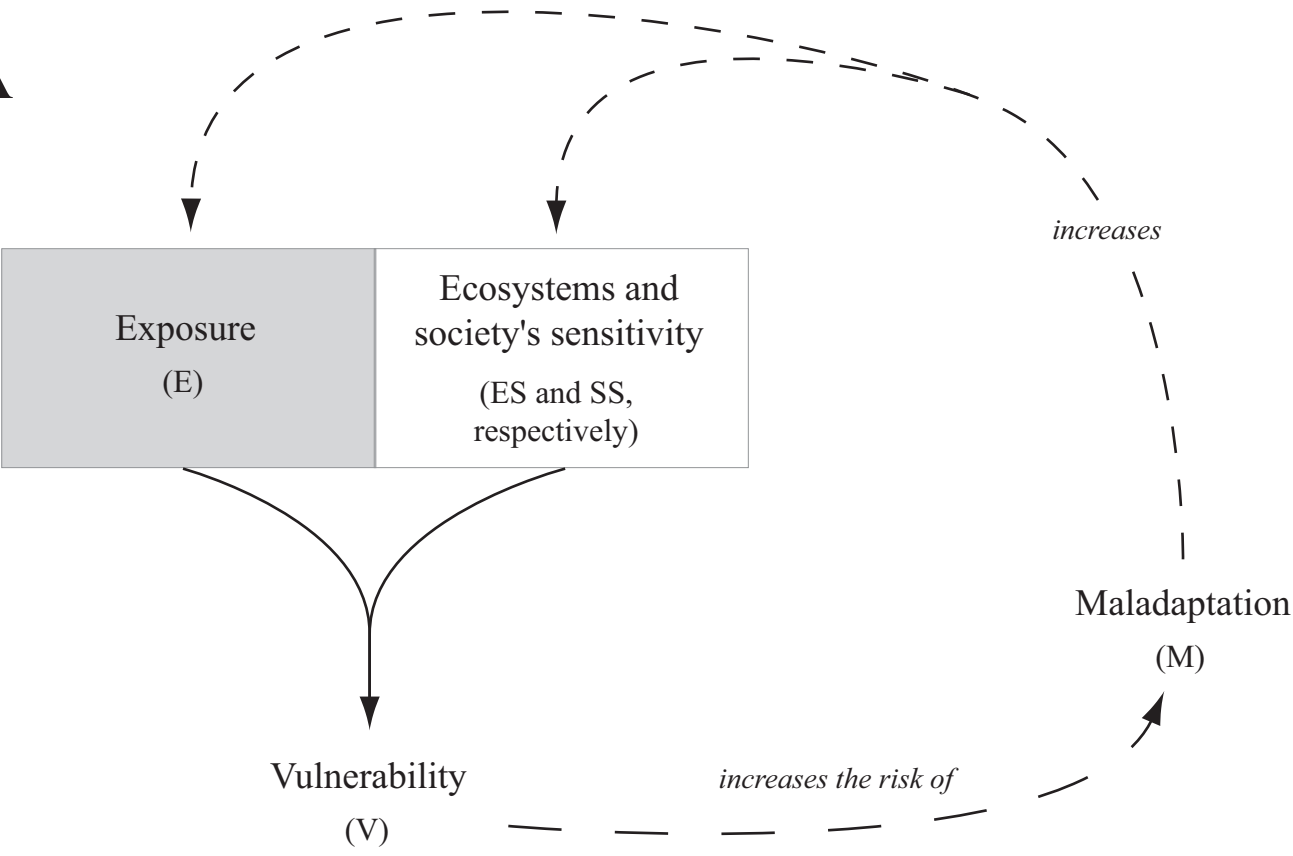 increases
Exposure
(E)
Ecosystems and
society's sensitivity
(ES and SS,
respectively)
Maladaptation
(M)
Vulnerability
(V)
increases the risk of